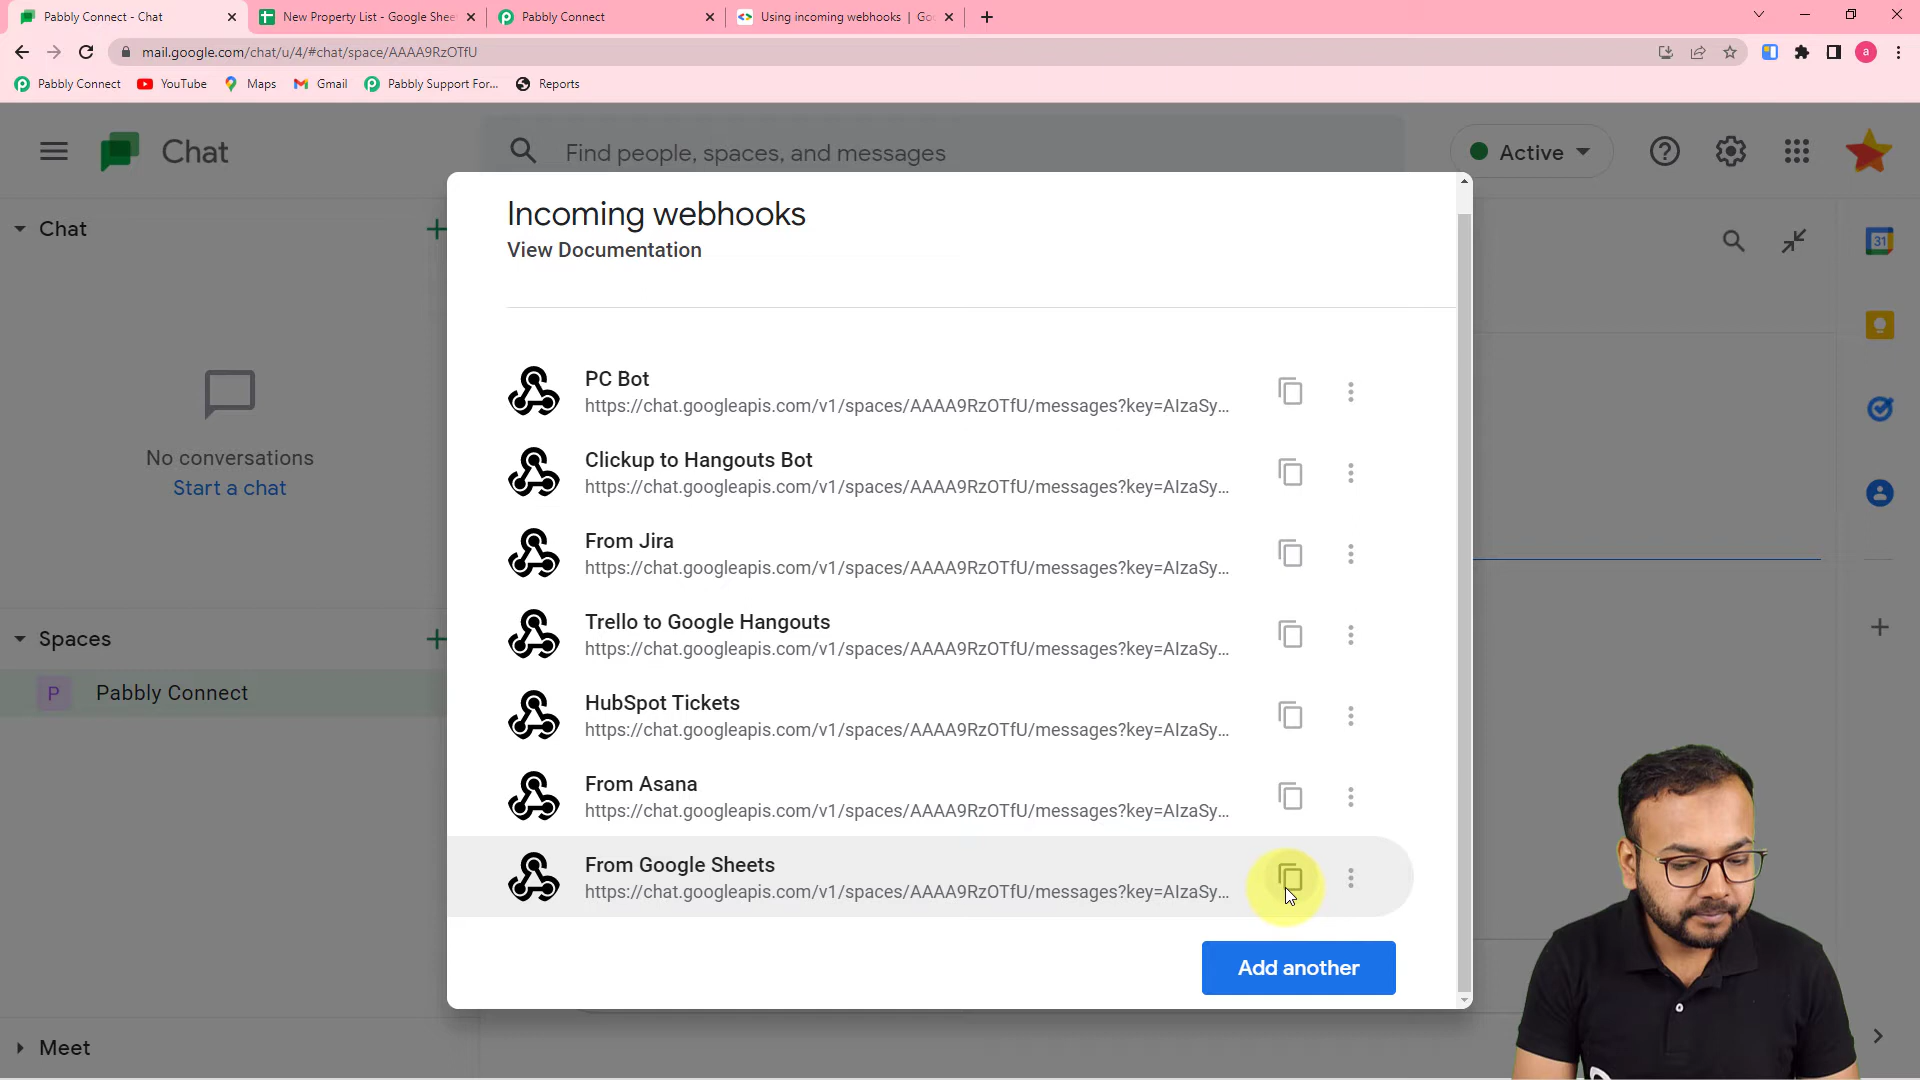 Pabbly Connect - Chat
New Property List - Google Shee
Pabbly Connect
Using incoming webhooks | Go
mail.google.com/chat/u/4/#chat/space/AAAA9RzOTfU
a
Pabbly Connect
YouTube
Maps
Gmail
Pabbly Support For...
Reports
Chat
Find people, spaces, and messages
Active
Chat
31
Incoming webhooks
View Documentation
PC Bot
https://chat.googleapis.com/v1/spaces/AAAA9RzOTfU/messages?key=AIzaSy...
Clickup to Hangouts Bot
https://chat.googleapis.com/v1/spaces/AAAA9RzOTfU/messages?key=AIzaSy...
From Jira
https://chat.googleapis.com/v1/spaces/AAAA9RzOTfU/messages?key=AIzaSy...
Trello to Google Hangouts
https://chat.googleapis.com/v1/spaces/AAAA9RzOTfU/messages?key=AIzaSy...
HubSpot Tickets
https://chat.googleapis.com/v1/spaces/AAAA9RzOTfU/messages?key=AIzaSy...
From Asana
https://chat.googleapis.com/v1/spaces/AAAA9RzOTfU/messages?key=AIzaSy...
From Google Sheets
https://chat.googleapis.com/v1/spaces/AAAA9RzOTfU/messages?key=AIzaSy...
Add another
No conversations
Start a chat
Spaces
P
Pabbly Connect
Meet